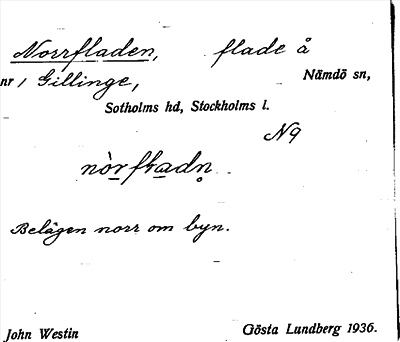 Norrfladen, flade å
nr 1 Gillinge, Nämdö sn,
Sotholms hd, Stockholms l.
N9
Belägen norr om byn.
John Westin Gösta Lundberg 1936.